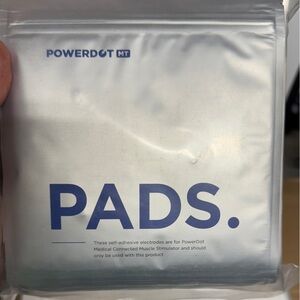 POWERDOT MT
PADS.
These self-adhesive electrodes are for PowerDot
Medical Connected Muscle Stimulator and should
only be used with this product